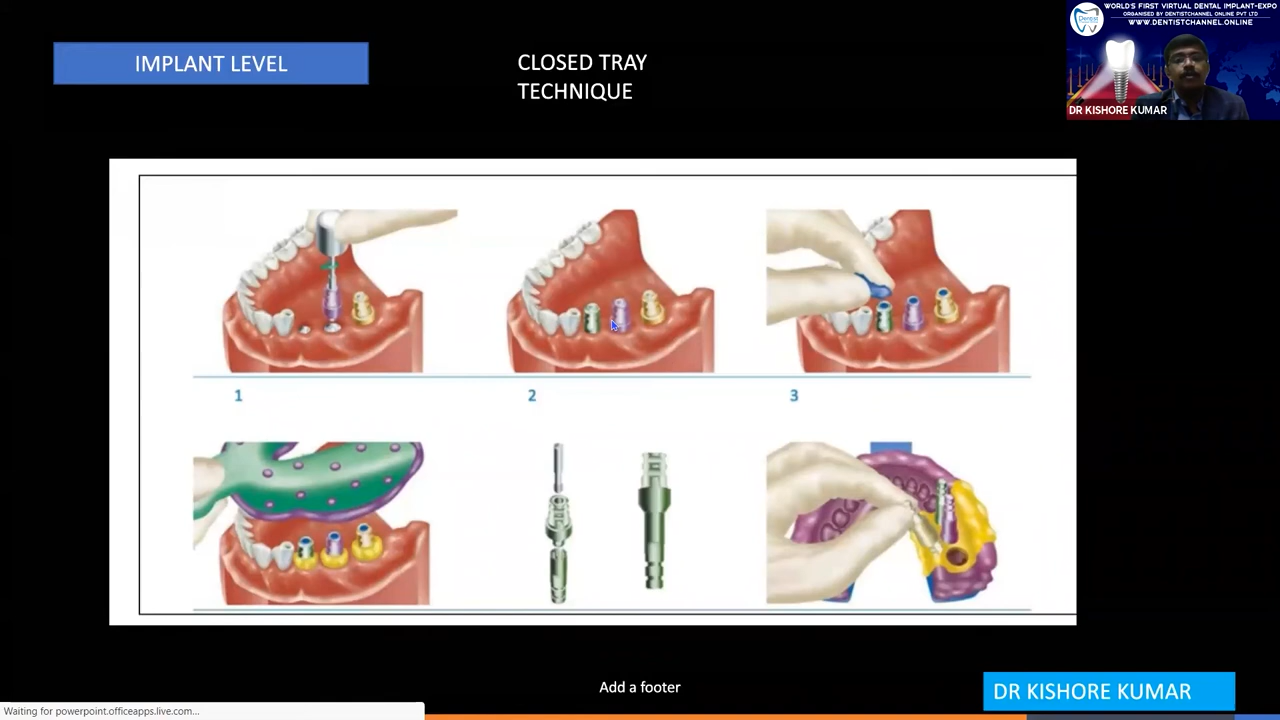 WORLD'S FIRST VIRTUAL DENTAL IMPLANT-EXPO
ORGANISED BY DENTISTCHANNEL ONLINE PVT LTD
WWW.DENTISTCHANNEL.ONLINE
Dentist
DR KISHORE KUMAR
IMPLANT LEVEL
CLOSED TRAY
TECHNIQUE
1
2
3
Add a footer
DR KISHORE KUMAR
Waiting for powerpoint.officeapps.live.com...